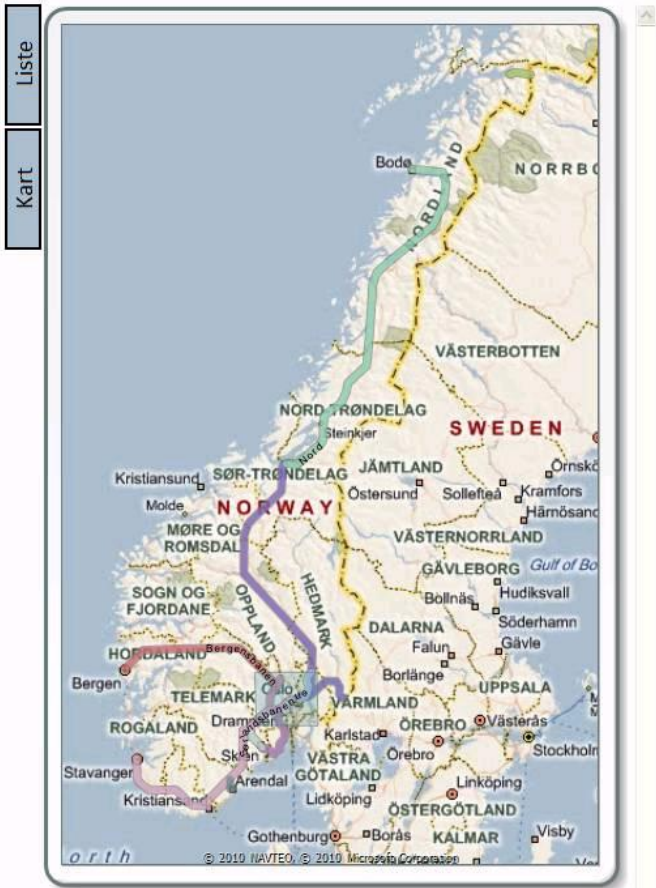 Liste
Kart
Bodø
NORDLAND
NORRBO
VÄSTERBOTTEN
NORD-TRØNDELAG
SWEDEN
Steinkjer
Nord
Örnskö
Kristiansund
SØR-TRØNDELAG
JÄMTLAND
Östersund
Sollefteå
Kramfors
Molde
NORWAY
Härnösand
MØRE OG
ROMSDAL
VÄSTERNORRLAND
GÄVLEBORG
Gulf of Bo
SOGN OG
FJORDANE
OPPLAND
HEDMARK
Bollnäs
Hudiksvall
Söderhamn
DALARNA
HORDALAND
Bergensbanen
Falun
Gävle
Bergen
Borlänge
TELEMARK
Oslo
VÄRMLAND
UPPSALA
ROGALAND
Drammen
Karlstad
ÖREBRO
Västerås
Skien
Örebro
Stockholm
Stavanger
Arendal
VÄSTRA
GÖTALAND
Linköping
Kristiansand
Lidköping
ÖSTERGÖTLAND
Gothenburg
Borås
KALMAR
Visby
orth
© 2010 NAVTEQ, © 2010 Microsoft Corporation